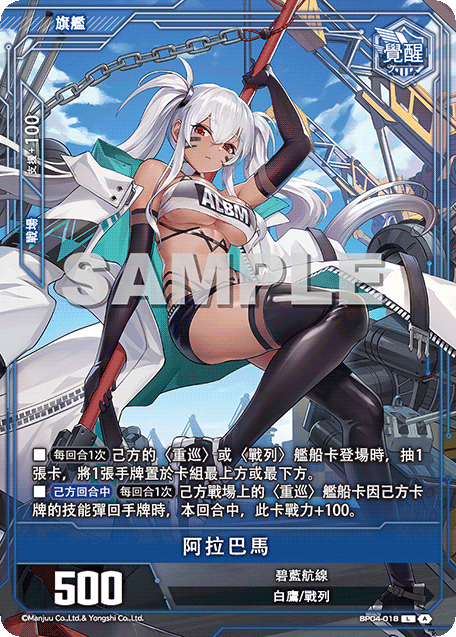 旗艦
覺醒
支援+100
戰場
ALBM
SAMPLE
■ 每回合1次 己方的〈重巡〉或〈戰列〉艦船卡登場時，抽1
張卡，將1張手牌置於卡組最上方或最下方。
■ 己方回合中 每回合1次 己方戰場上的〈重巡〉艦船卡因己方卡
牌的技能彈回手牌時，本回合中，此卡戰力+100。
阿拉巴馬
500
碧藍航線
白鷹/戰列
©Manjuu Co.,Ltd.& Yongshi Co.,Ltd.
BP04-018 L A